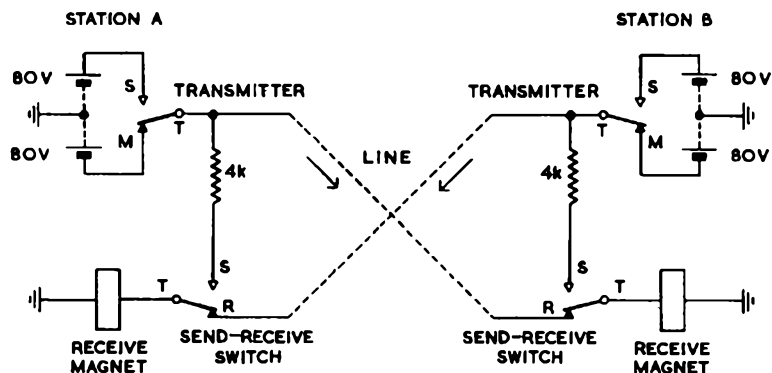 STATION A
STATION B
80V
S
TRANSMITTER
TRANSMITTER
S
80V
80V
M
T
T
M
80V
4k
LINE
4k
S
S
T
R
R
T
RECEIVE
MAGNET
SEND-RECEIVE
SWITCH
SEND-RECEIVE
SWITCH
RECEIVE
MAGNET